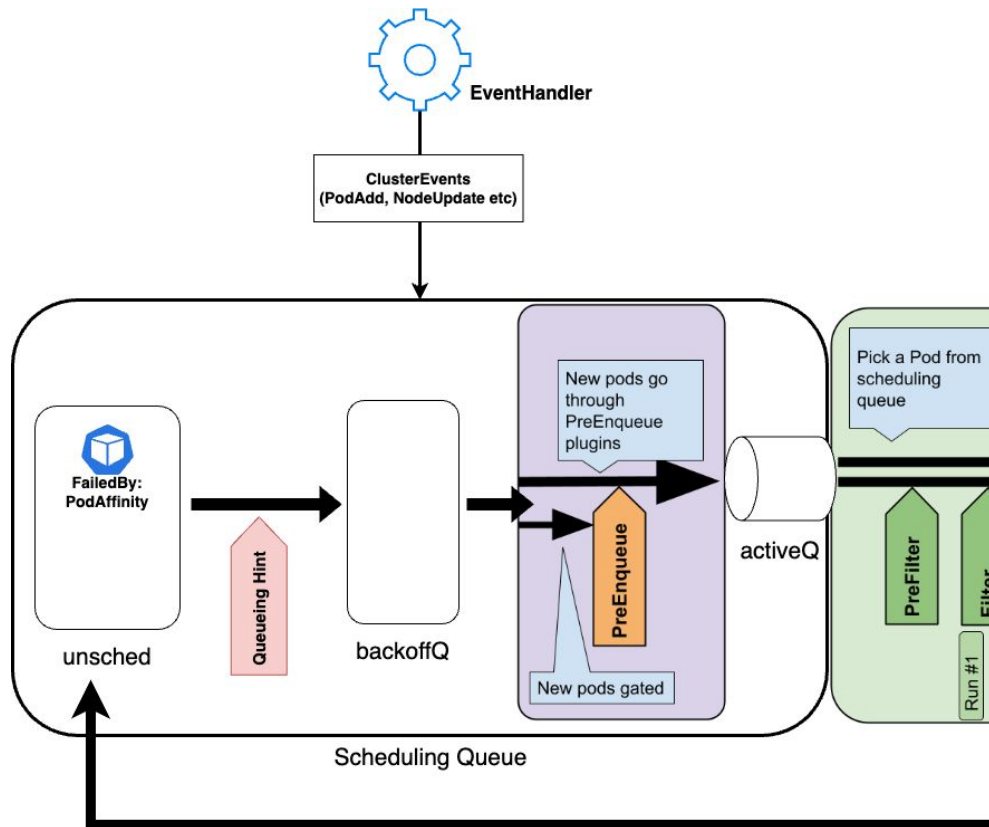 EventHandler
ClusterEvents
(PodAdd, NodeUpdate etc)
New pods go
through
PreEnqueue
plugins
Pick a Pod from
scheduling
queue
FailedBy:
PodAffinity
Queueing Hint
PreEnqueue
activeQ
PreFilter
Filter
unsched
backoffQ
New pods gated
Run #1
Scheduling Queue